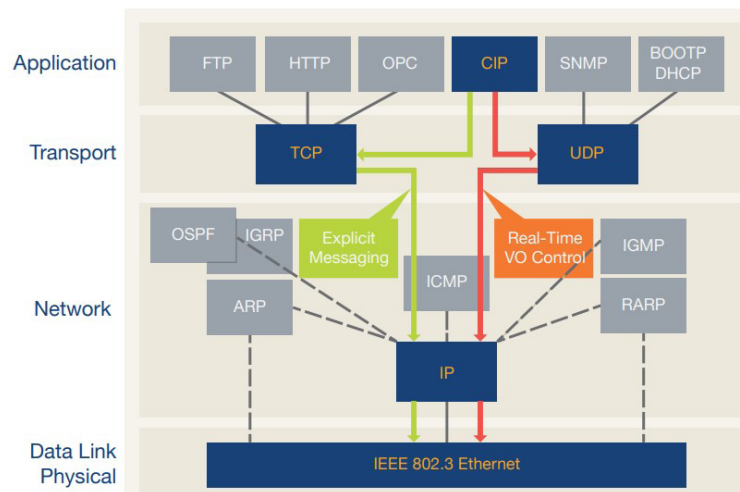 Application
FTP
HTTP
OPC
CIP
SNMP
BOOTP
DHCP
Transport
TCP
UDP
OSPF
IGRP
Explicit
Messaging
Real-Time
VO Control
IGMP
ICMP
Network
ARP
RARP
IP
Data Link
Physical
IEEE 802.3 Ethernet